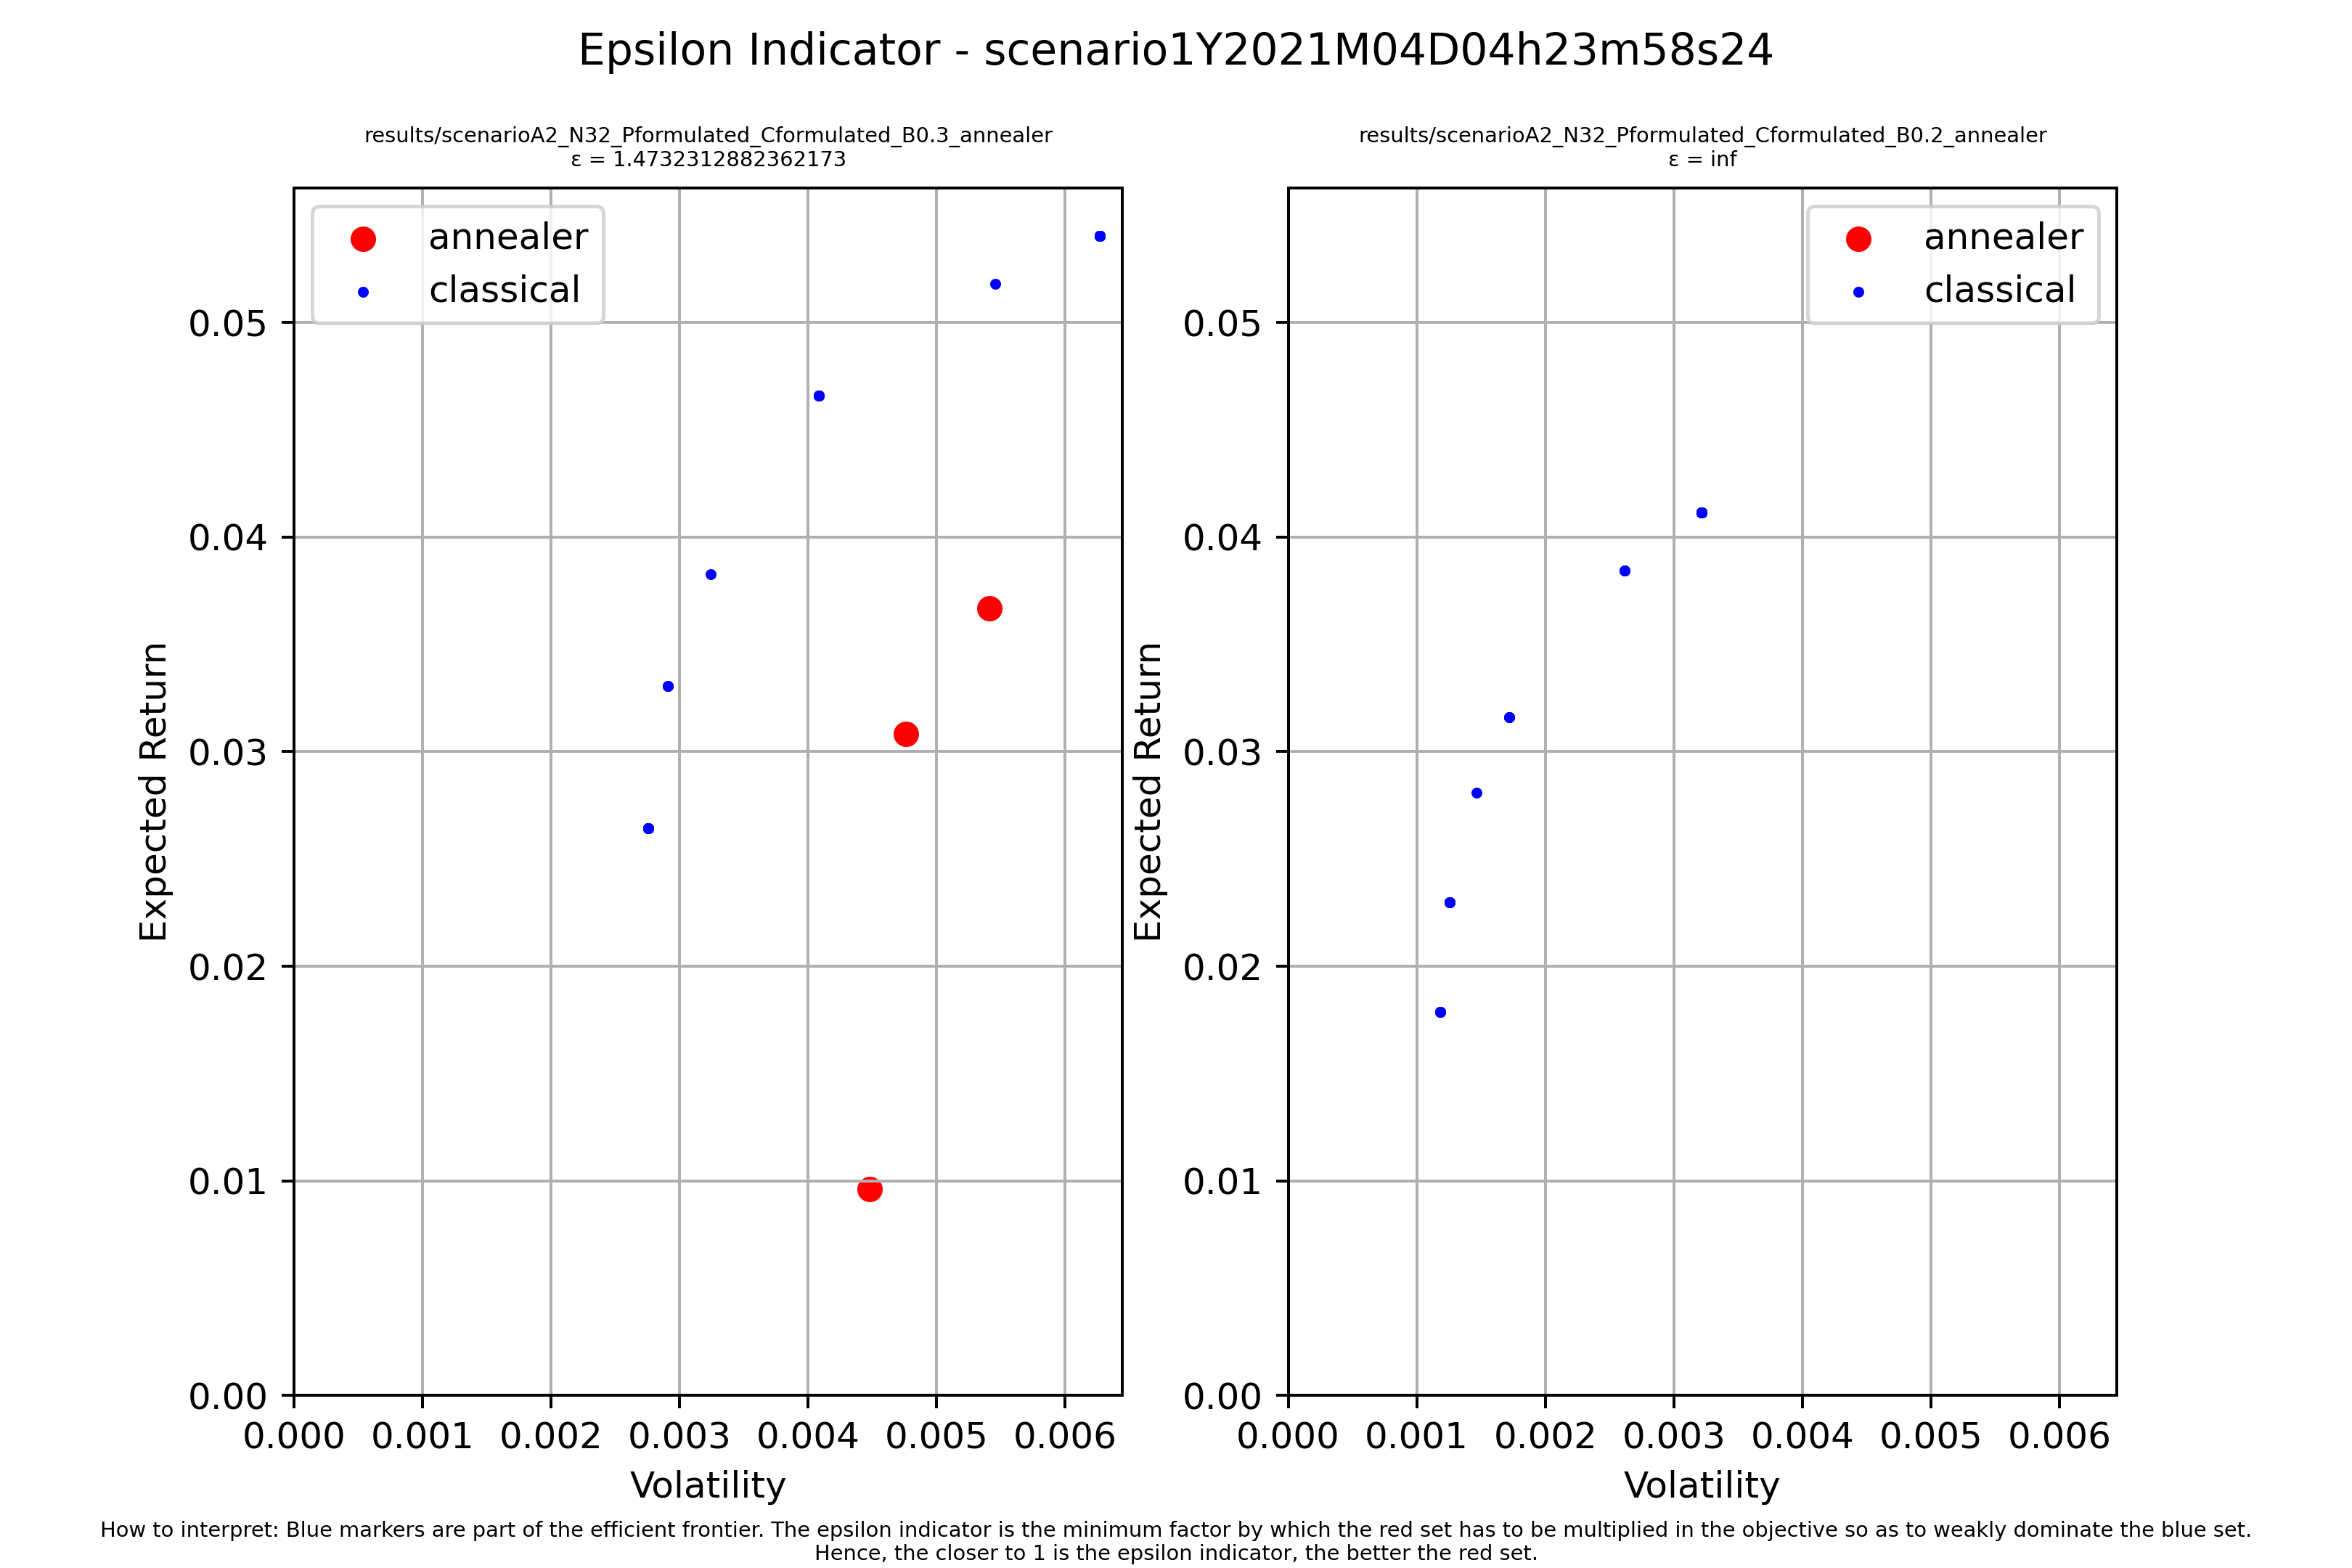 Epsilon Indicator - scenario1Y2021M04D04h23m58s24
results/scenarioA2_N32_Pformulated_Cformulated_B0.3_annealer
ε = 1.4732312882362173
annealer
classical
0.05
0.04
0.03
0.02
0.01
0.00
Expected Return
0.000 0.001 0.002 0.003 0.004 0.005 0.006
Volatility
results/scenarioA2_N32_Pformulated_Cformulated_B0.2_annealer
ε = inf
annealer
classical
0.05
0.04
0.03
0.02
0.01
0.00
Expected Return
0.000 0.001 0.002 0.003 0.004 0.005 0.006
Volatility
How to interpret: Blue markers are part of the efficient frontier. The epsilon indicator is the minimum factor by which the red set has to be multiplied in the objective so as to weakly dominate the blue set.
Hence, the closer to 1 is the epsilon indicator, the better the red set.